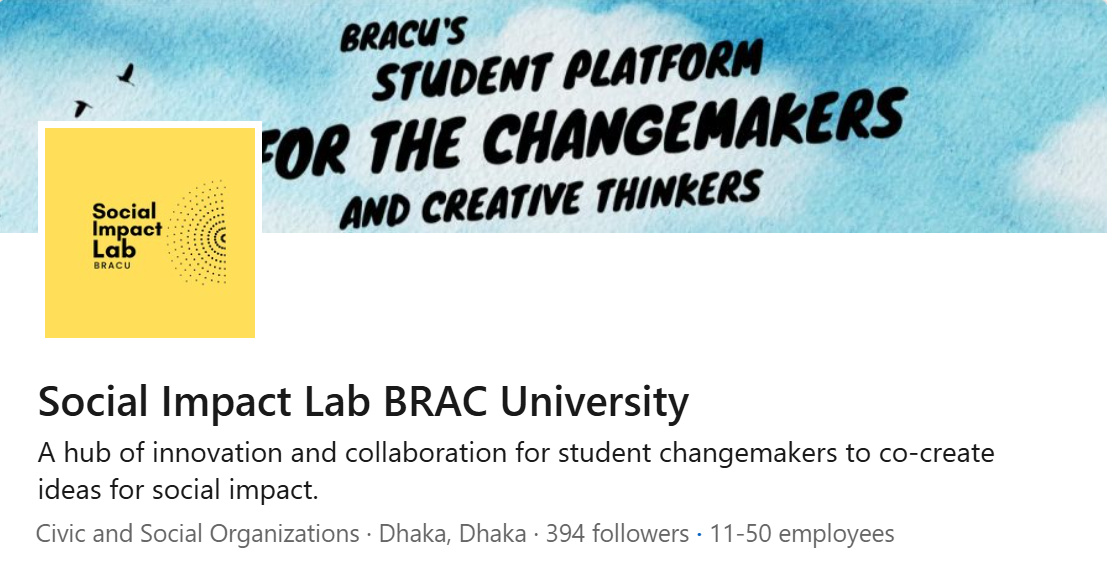 BRACU'S
STUDENT PLATFORM
FOR THE CHANGEMAKERS
AND CREATIVE THINKERS
Social
Impact
Lab
BRACU
Social Impact Lab BRAC University
A hub of innovation and collaboration for student changemakers to co-create
ideas for social impact.
Civic and Social Organizations · Dhaka, Dhaka · 394 followers · 11-50 employees